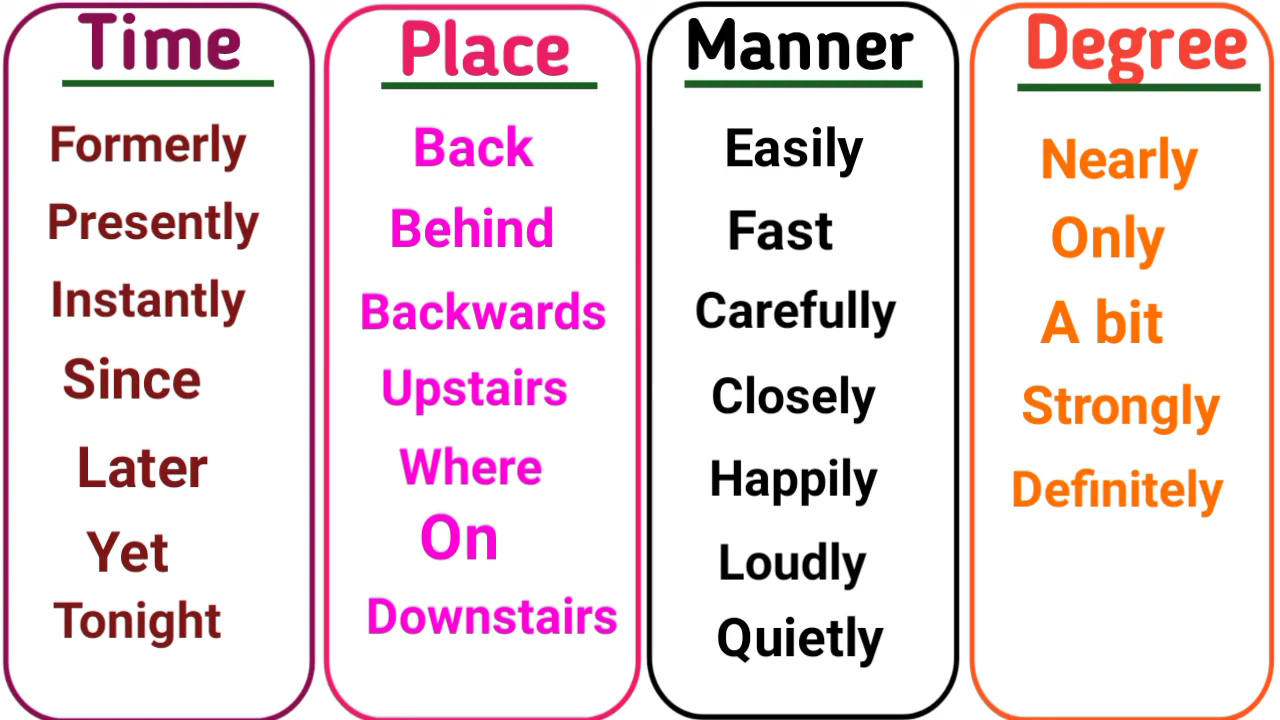 Time
Formerly
Presently
Instantly
Since
Later
Yet
Tonight
Place
Back
Behind
Backwards
Upstairs
Where
On
Downstairs
Manner
Easily
Fast
Carefully
Closely
Happily
Loudly
Quietly
Degree
Nearly
Only
A bit
Strongly
Definitely